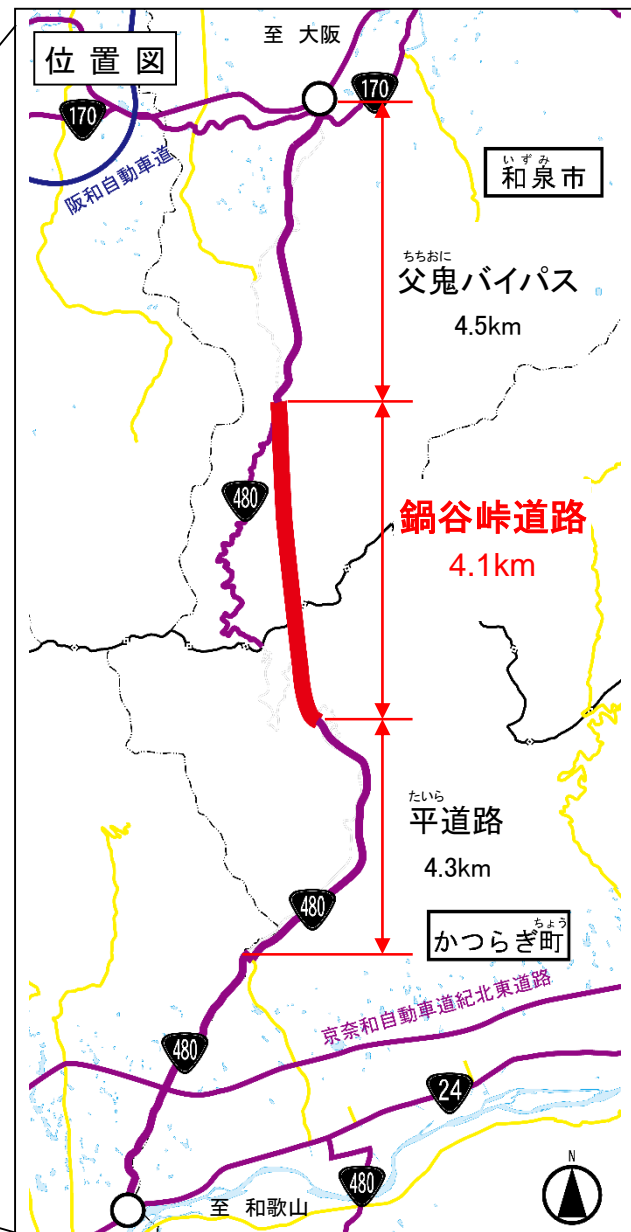 至 大阪
位置図
170
170
阪和自動車道
いずみ
和泉市
ちちおに
父鬼バイパス
4.5km
480
鍋谷峠道路
4.1km
たいら
平道路
4.3km
480
ちょう
かつらぎ町
京奈和自動車道紀北東道路
480
24
480
N
至 和歌山